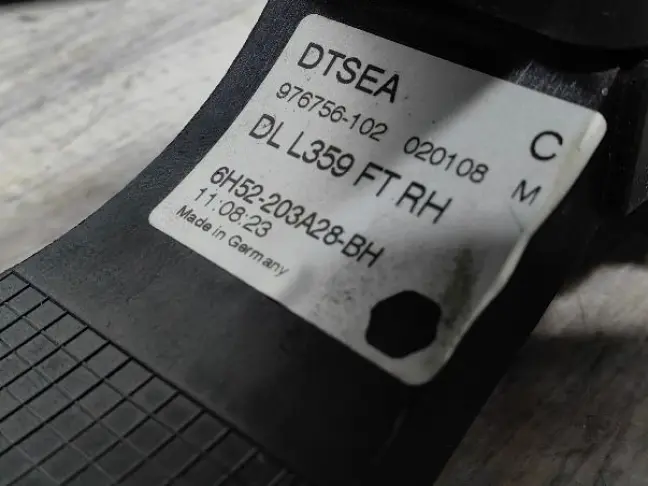 DTSEA
976756-102 020108 C
DL L359 FT RH M
6H52-203A28-BH
11:08:23
Made in Germany